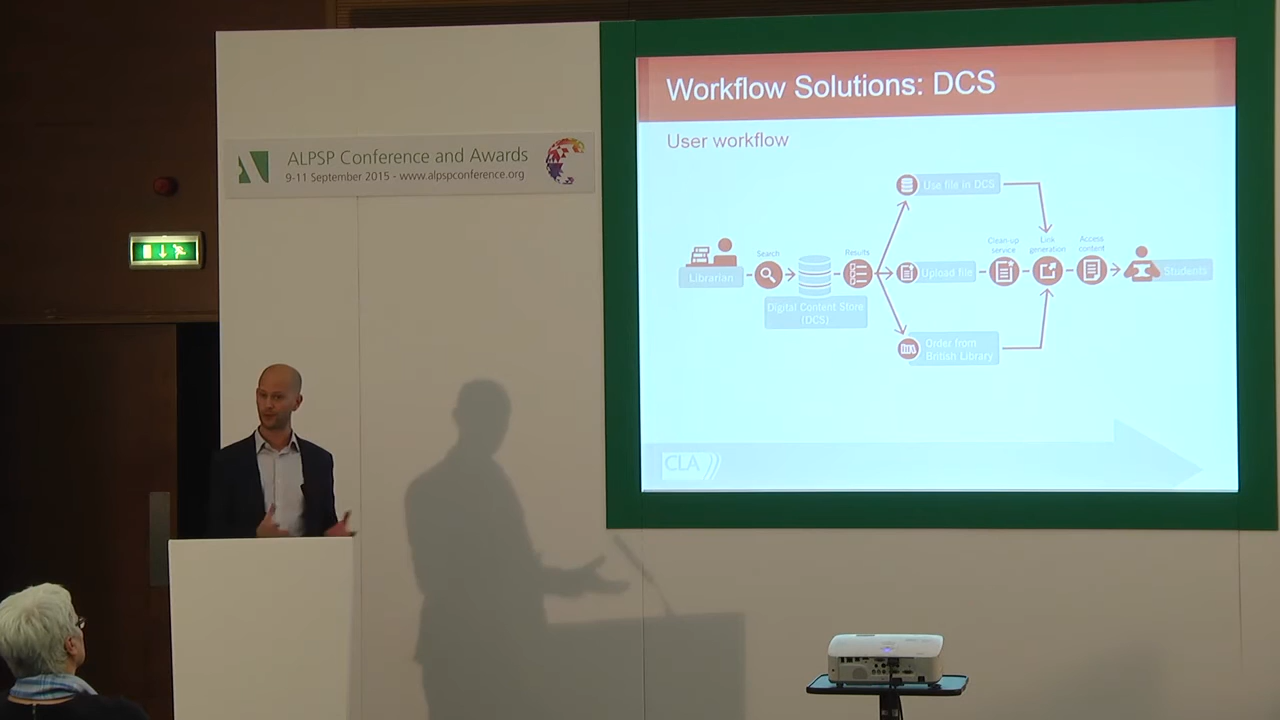 ALPSP Conference and Awards
9-11 September 2015 - www.alpspconference.org
Workflow Solutions: DCS
User workflow
Use file in DCS
Librarian
Search
Digital Content Store
(DCS)
Results
Upload file
Clean-up
service
Link
generation
Access
content
Students
Order from
British Library
CLA